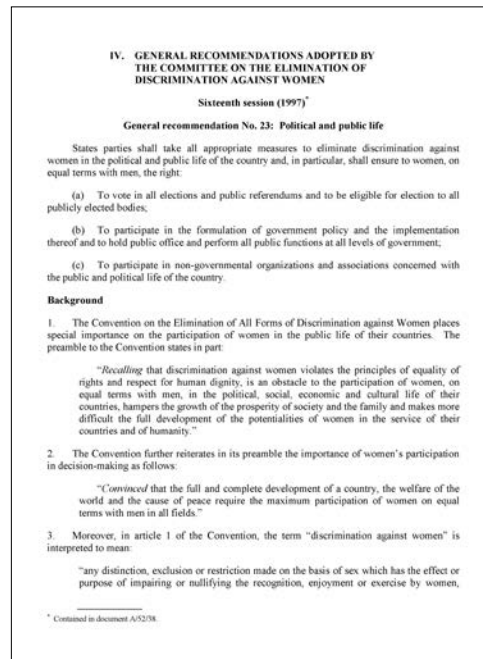 IV. GENERAL RECOMMENDATIONS ADOPTED BY
THE COMMITTEE ON THE ELIMINATION OF
DISCRIMINATION AGAINST WOMEN
Sixteenth session (1997)*
General recommendation No. 23: Political and public life
States parties shall take all appropriate measures to eliminate discrimination against
women in the political and public life of the country and, in particular, shall ensure to women, on
equal terms with men, the right:
(a) To vote in all elections and public referendums and to be eligible for election to all
publicly elected bodies;
(b) To participate in the formulation of government policy and the implementation
thereof and to hold public office and perform all public functions at all levels of government;
(c) To participate in non-governmental organizations and associations concerned with
the public and political life of the country.
Background
1. The Convention on the Elimination of All Forms of Discrimination against Women places
special importance on the participation of women in the public life of their countries. The
preamble to the Convention states in part:
"Recalling that discrimination against women violates the principles of equality of
rights and respect for human dignity, is an obstacle to the participation of women, on
equal terms with men, in the political, social, economic and cultural life of their
countries, hampers the growth of the prosperity of society and the family and makes more
difficult the full development of the potentialities of women in the service of their
countries and of humanity."
2. The Convention further reiterates in its preamble the importance of women's participation
in decision-making as follows:
"Convinced that the full and complete development of a country, the welfare of the
world and the cause of peace require the maximum participation of women on equal
terms with men in all fields."
3. Moreover, in article 1 of the Convention, the term "discrimination against women" is
interpreted to mean:
"any distinction, exclusion or restriction made on the basis of sex which has the effect or
purpose of impairing or nullifying the recognition, enjoyment or exercise by women,
* Contained in document A/52/38.